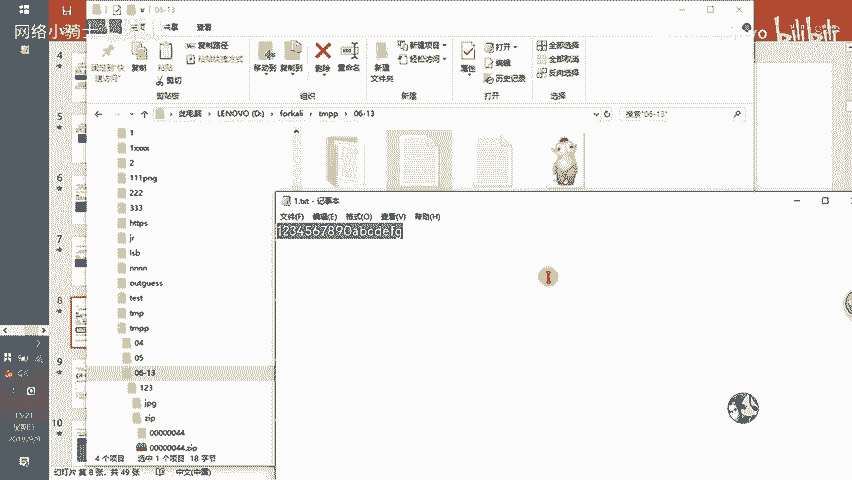 网络小骑士
06-13
共享
查看
bilibili
固定到"快速访问"
复制
粘贴
复制路径
粘贴快捷方式
剪切
移动到
复制到
删除
重命名
新建文件夹
新建项目
轻松访问
属性
打开
编辑
历史记录
全部选择
全部取消
反向选择
剪贴板
组织
新建
打开
选择
此电脑 › LENOVO (D:) › forkali › tmpp › 06-13
搜索"06-13"
1
1xxxx
2
111png
222
333
https
jr
lsb
nnnn
outguess
test
tmp
tmpp
04
05
06-13
123
jpg
zip
00000044
00000044.zip
4 个项目 选中 1 个项目 18 字节
1.txt - 记事本
文件(F) 编辑(E) 格式(O) 查看(V) 帮助(H)
1234567890abcdefg
4
5
6
7
8
9
10
幻灯片 第 8 张，共 49 张
中文(中国)